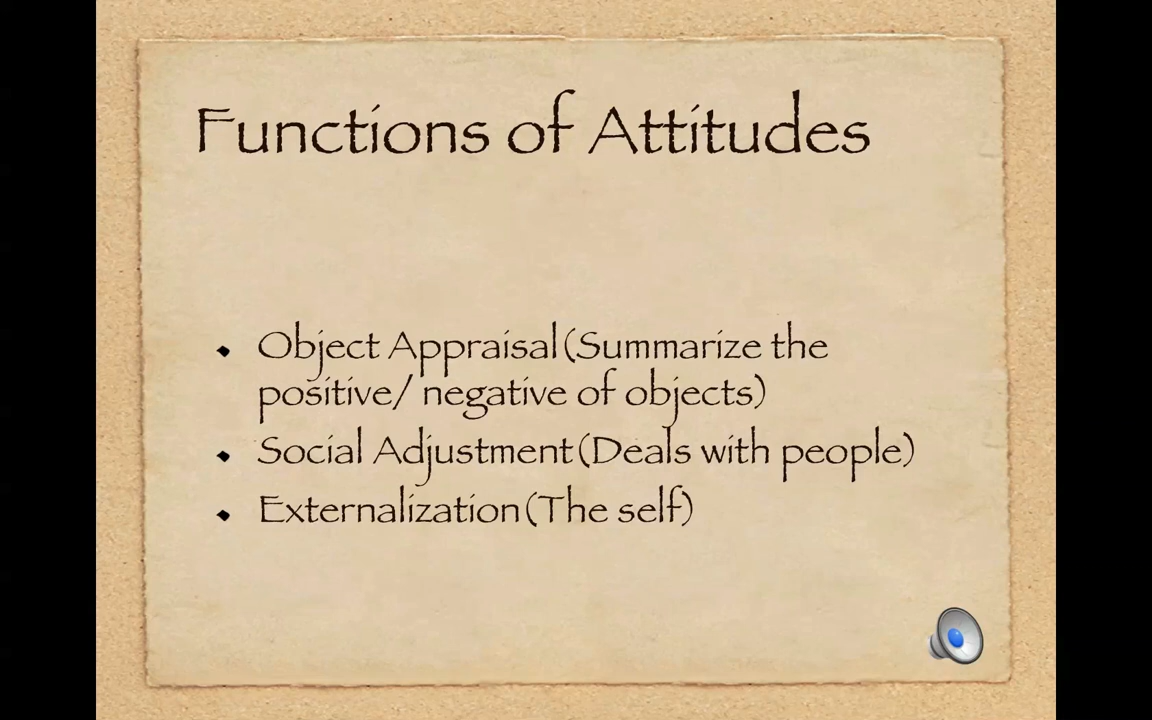 Functions of Attitudes
Object Appraisal (Summarize the
positive/ negative of objects)
Social Adjustment (Deals with people)
Externalization (The self)